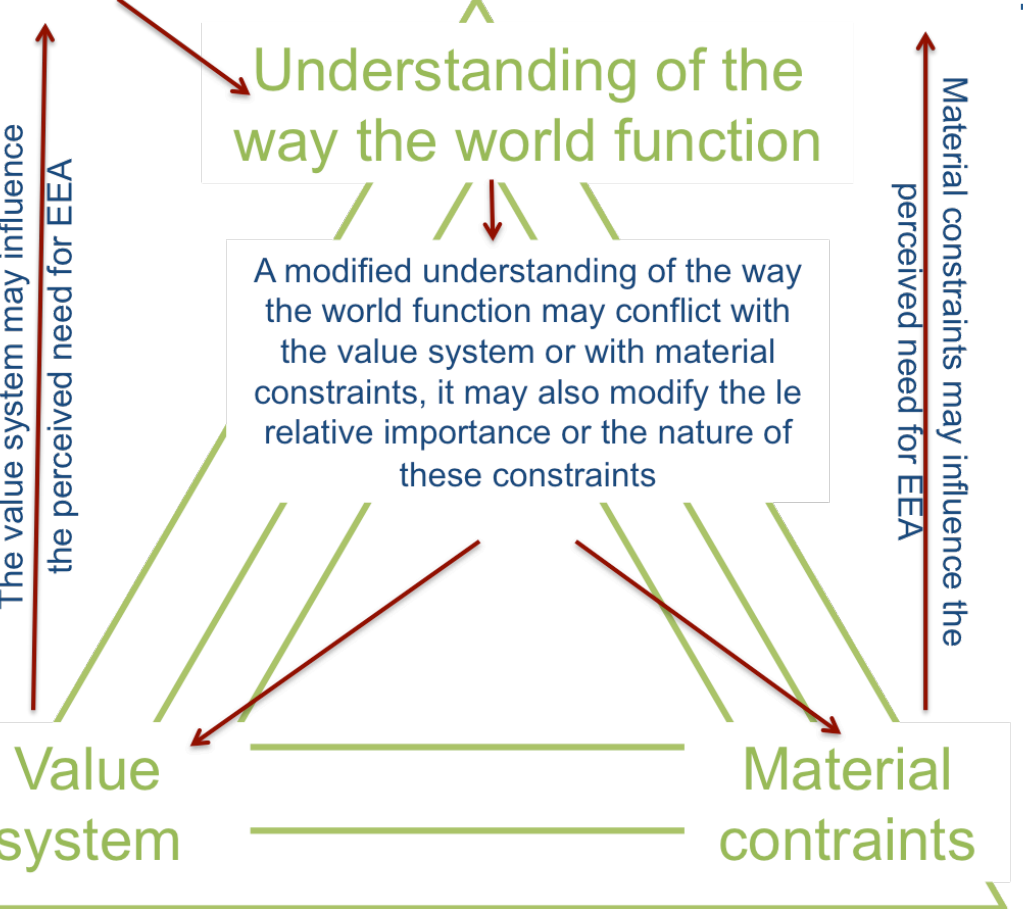 Understanding of the
way the world function
The value system may influence
the perceived need for EEA
Material constraints may influence the
perceived need for EEA
A modified understanding of the way
the world function may conflict with
the value system or with material
constraints, it may also modify the le
relative importance or the nature of
these constraints
Value
system
Material
contraints